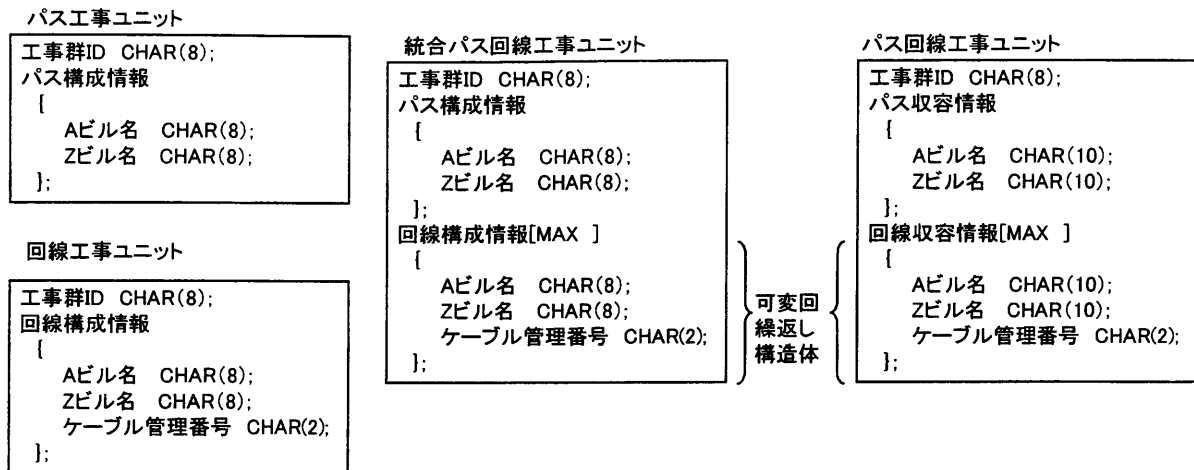 パス工事ユニット
工事群ID CHAR(8);
パス構成情報
{
Aビル名 CHAR(8);
Zビル名 CHAR(8);
};
回線工事ユニット
工事群ID CHAR(8);
回線構成情報
{
Aビル名 CHAR(8);
Zビル名 CHAR(8);
ケーブル管理番号 CHAR(2);
};
統合パス回線工事ユニット
工事群ID CHAR(8);
パス構成情報
{
Aビル名 CHAR(8);
Zビル名 CHAR(8);
};
回線構成情報[MAX ]
{
Aビル名 CHAR(8);
Zビル名 CHAR(8);
ケーブル管理番号 CHAR(2);
};
可変回
繰返し
構造体
パス回線工事ユニット
工事群ID CHAR(8);
パス収容情報
{
Aビル名 CHAR(10);
Zビル名 CHAR(10);
};
回線収容情報[MAX ]
{
Aビル名 CHAR(10);
Zビル名 CHAR(10);
ケーブル管理番号 CHAR(2);
};